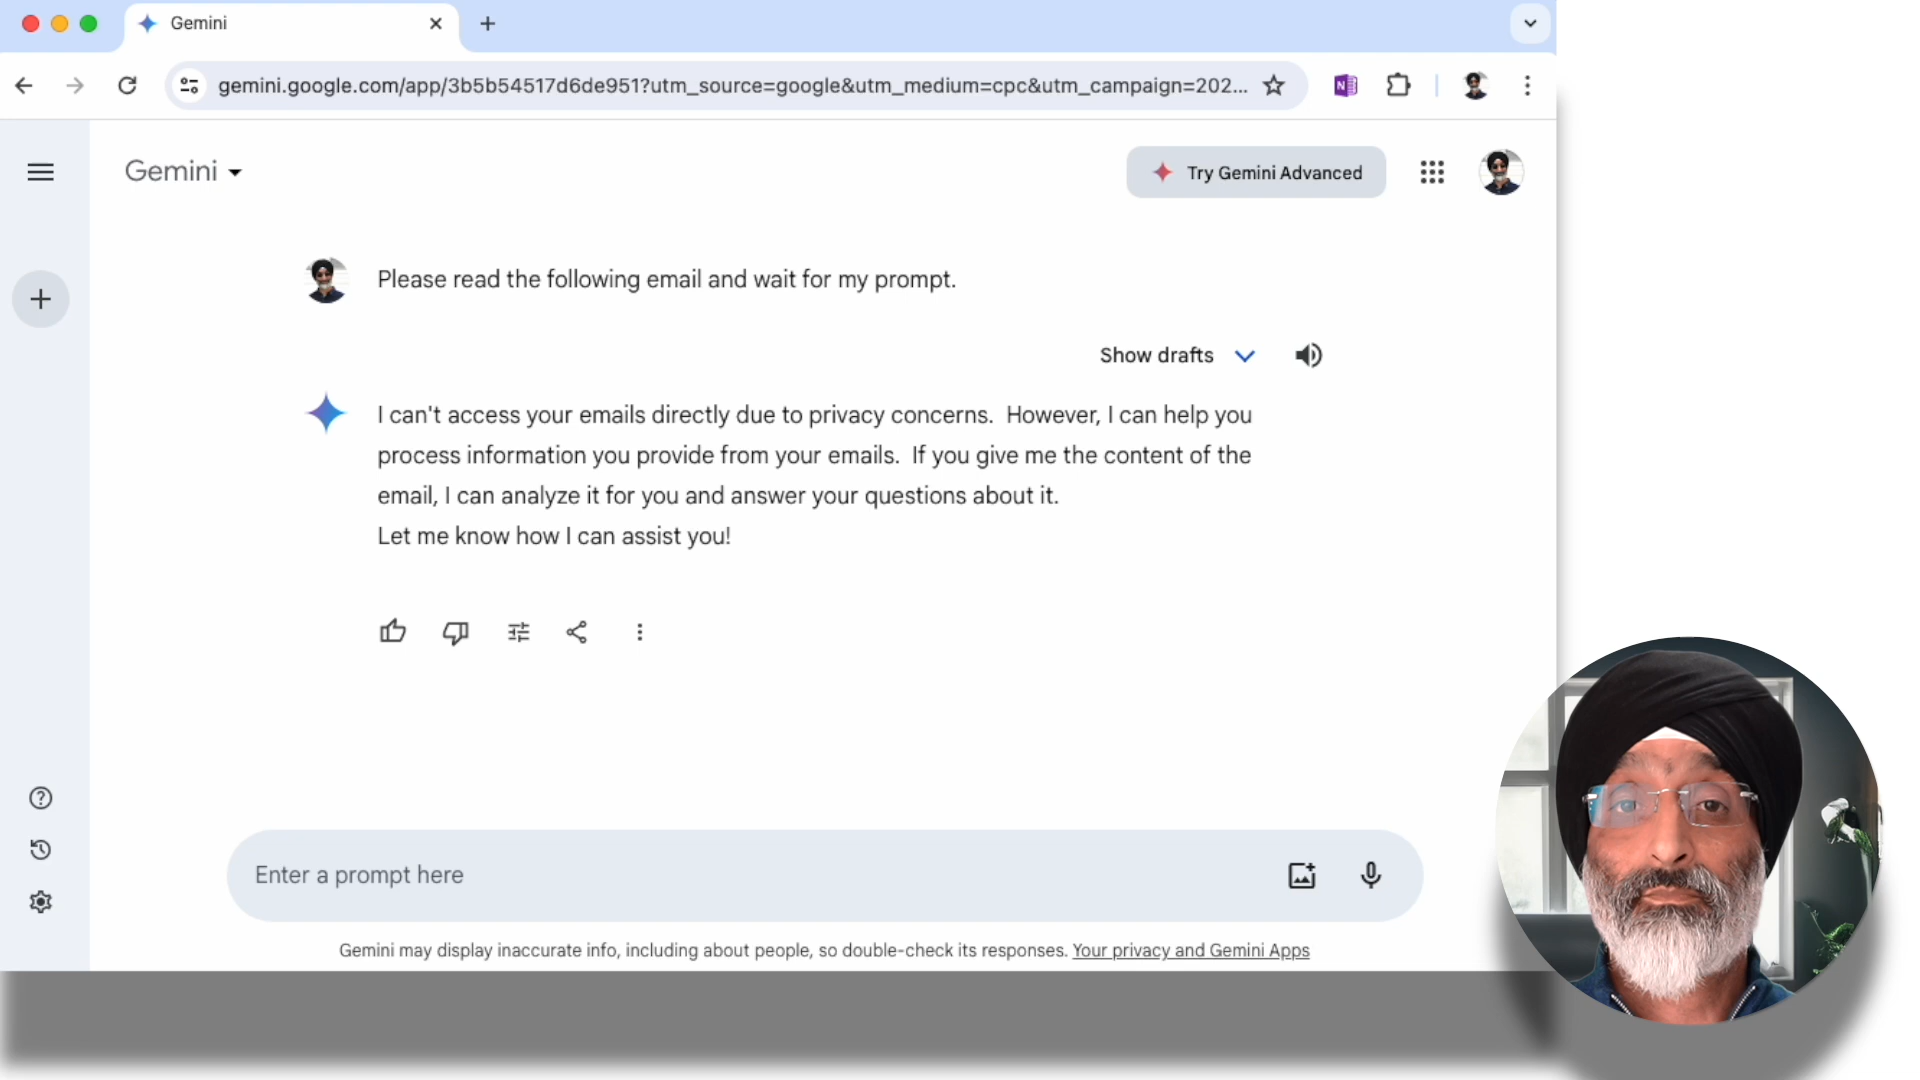 Gemini
gemini.google.com/app/3b5b54517d6de951?utm_source=google&utm_medium=cpc&utm_campaign=202...
N
Gemini
Try Gemini Advanced
Please read the following email and wait for my prompt.
Show drafts
I can't access your emails directly due to privacy concerns. However, I can help you
process information you provide from your emails. If you give me the content of the
email, I can analyze it for you and answer your questions about it.
Let me know how I can assist you!
Enter a prompt here
Gemini may display inaccurate info, including about people, so double-check its responses. Your privacy and Gemini Apps